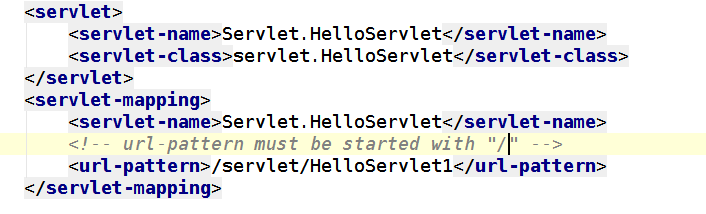 <servlet>
<servlet-name>Servlet.HelloServlet</servlet-name>
<servlet-class>servlet.HelloServlet</servlet-class>
</servlet>
<servlet-mapping>
<servlet-name>Servlet.HelloServlet</servlet-name>
<!-- url-pattern must be started with "/" -->
<url-pattern>/servlet/HelloServlet1</url-pattern>
</servlet-mapping>